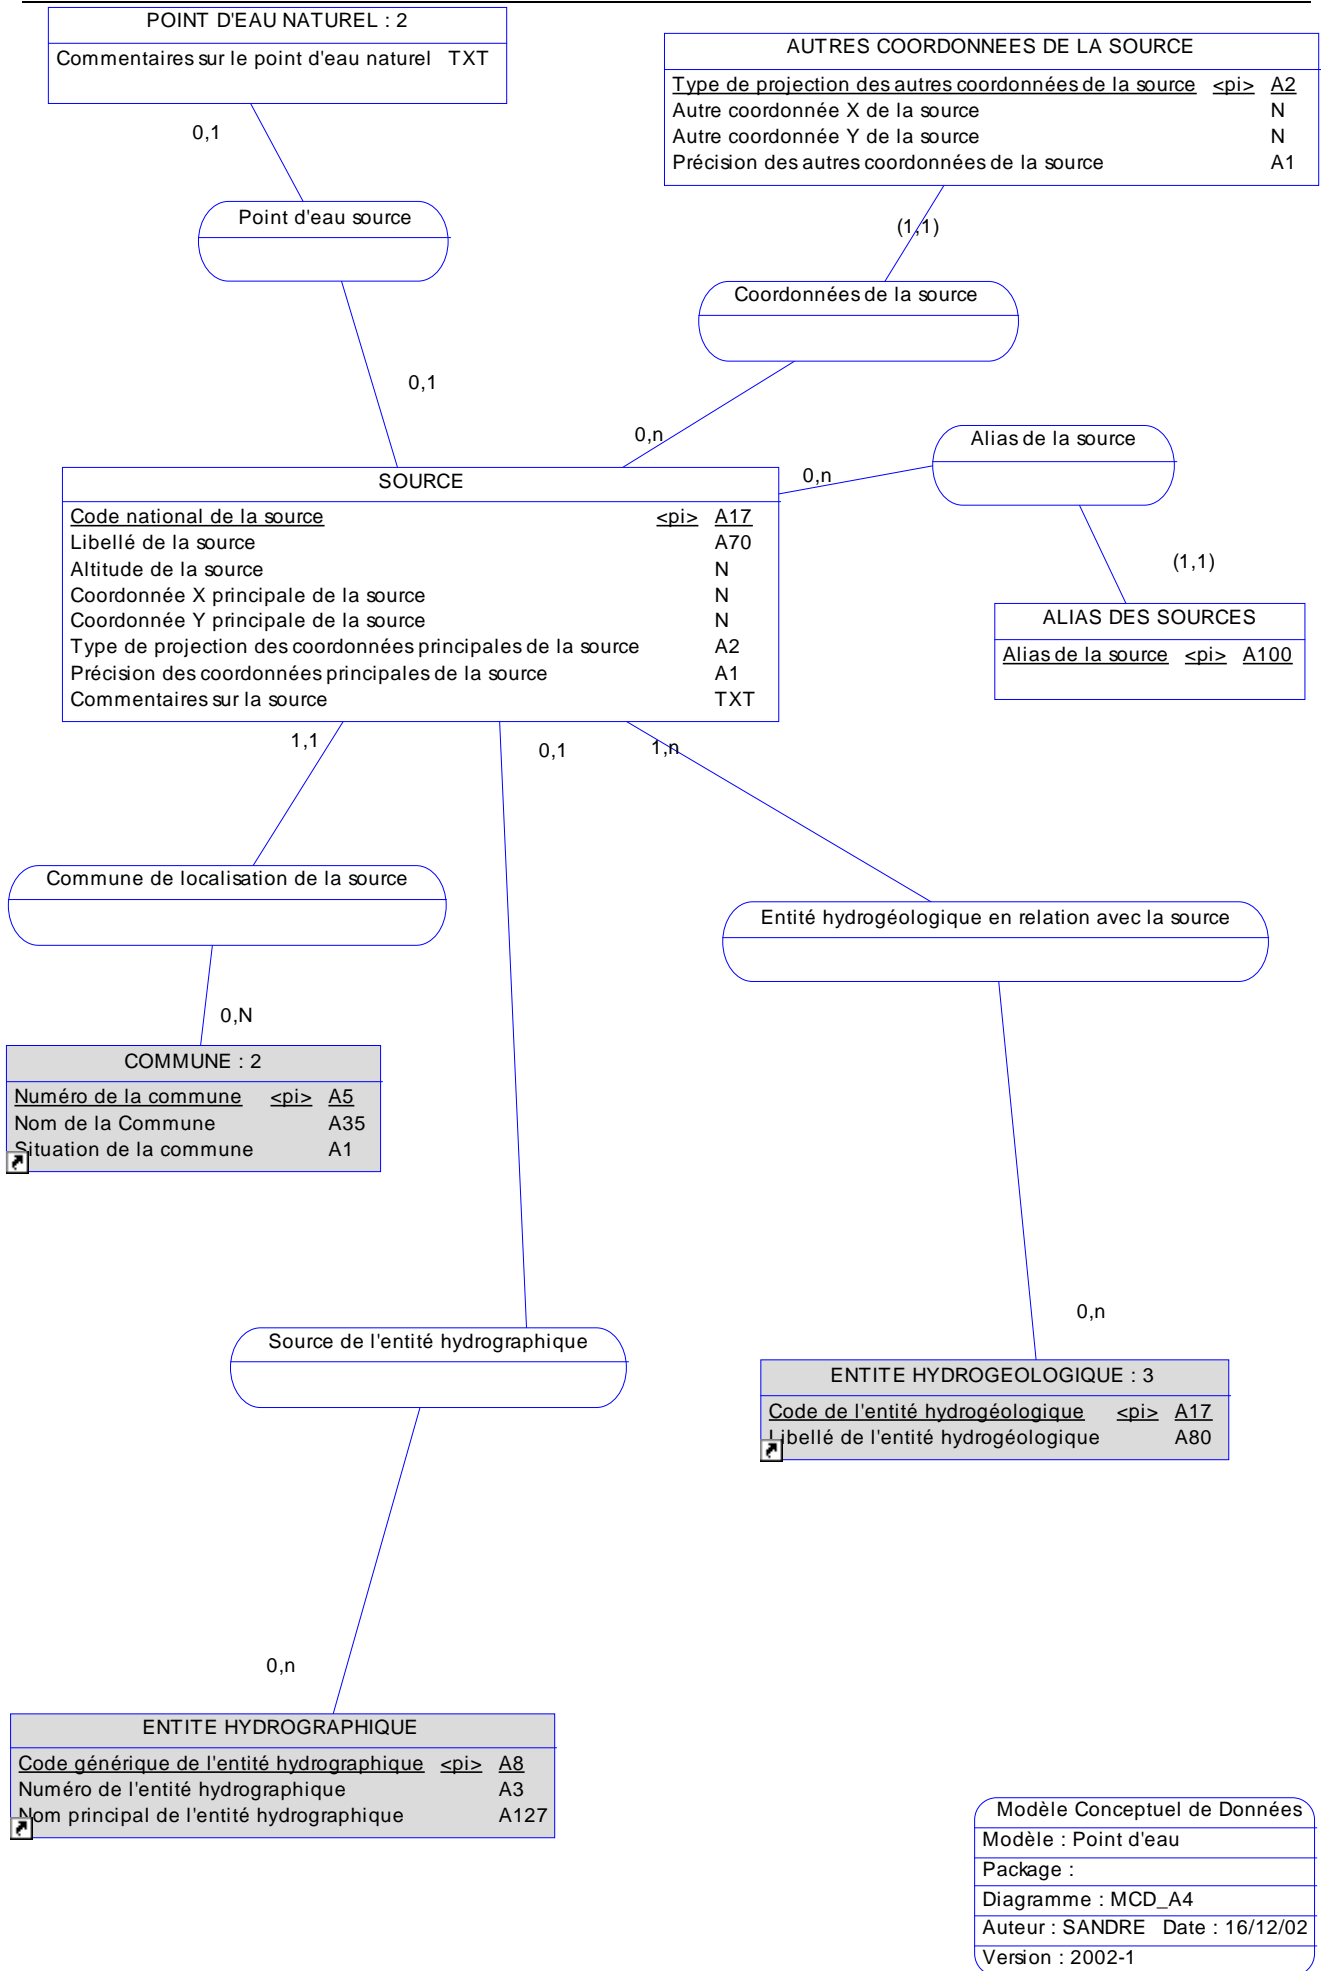 POINT D'EAU NATUREL : 2
Commentaires sur le point d'eau naturel TXT
0,1
Point d'eau source
0,1
AUTRES COORDONNEES DE LA SOURCE
Type de projection des autres coordonnées de la source <pi> A2
Autre coordonnée X de la source N
Autre coordonnée Y de la source N
Précision des autres coordonnées de la source A1
(1,1)
Coordonnées de la source
0,n
Alias de la source
0,n
(1,1)
ALIAS DES SOURCES
Alias de la source <pi> A100
SOURCE
Code national de la source <pi> A17
Libellé de la source A70
Altitude de la source N
Coordonnée X principale de la source N
Coordonnée Y principale de la source N
Type de projection des coordonnées principales de la source A2
Précision des coordonnées principales de la source A1
Commentaires sur la source TXT
1,1
0,1
1,n
Commune de localisation de la source
Entité hydrogéologique en relation avec la source
0,N
COMMUNE : 2
Numéro de la commune <pi> A5
Nom de la Commune A35
Situation de la commune A1
0,n
Source de l'entité hydrographique
ENTITE HYDROGEOLOGIQUE : 3
Code de l'entité hydrogéologique <pi> A17
Libellé de l'entité hydrogéologique A80
0,n
ENTITE HYDROGRAPHIQUE
Code générique de l'entité hydrographique <pi> A8
Numéro de l'entité hydrographique A3
Nom principal de l'entité hydrographique A127
Modèle Conceptuel de Données
Modèle : Point d'eau
Package :
Diagramme : MCD_A4
Auteur : SANDRE Date : 16/12/02
Version : 2002-1